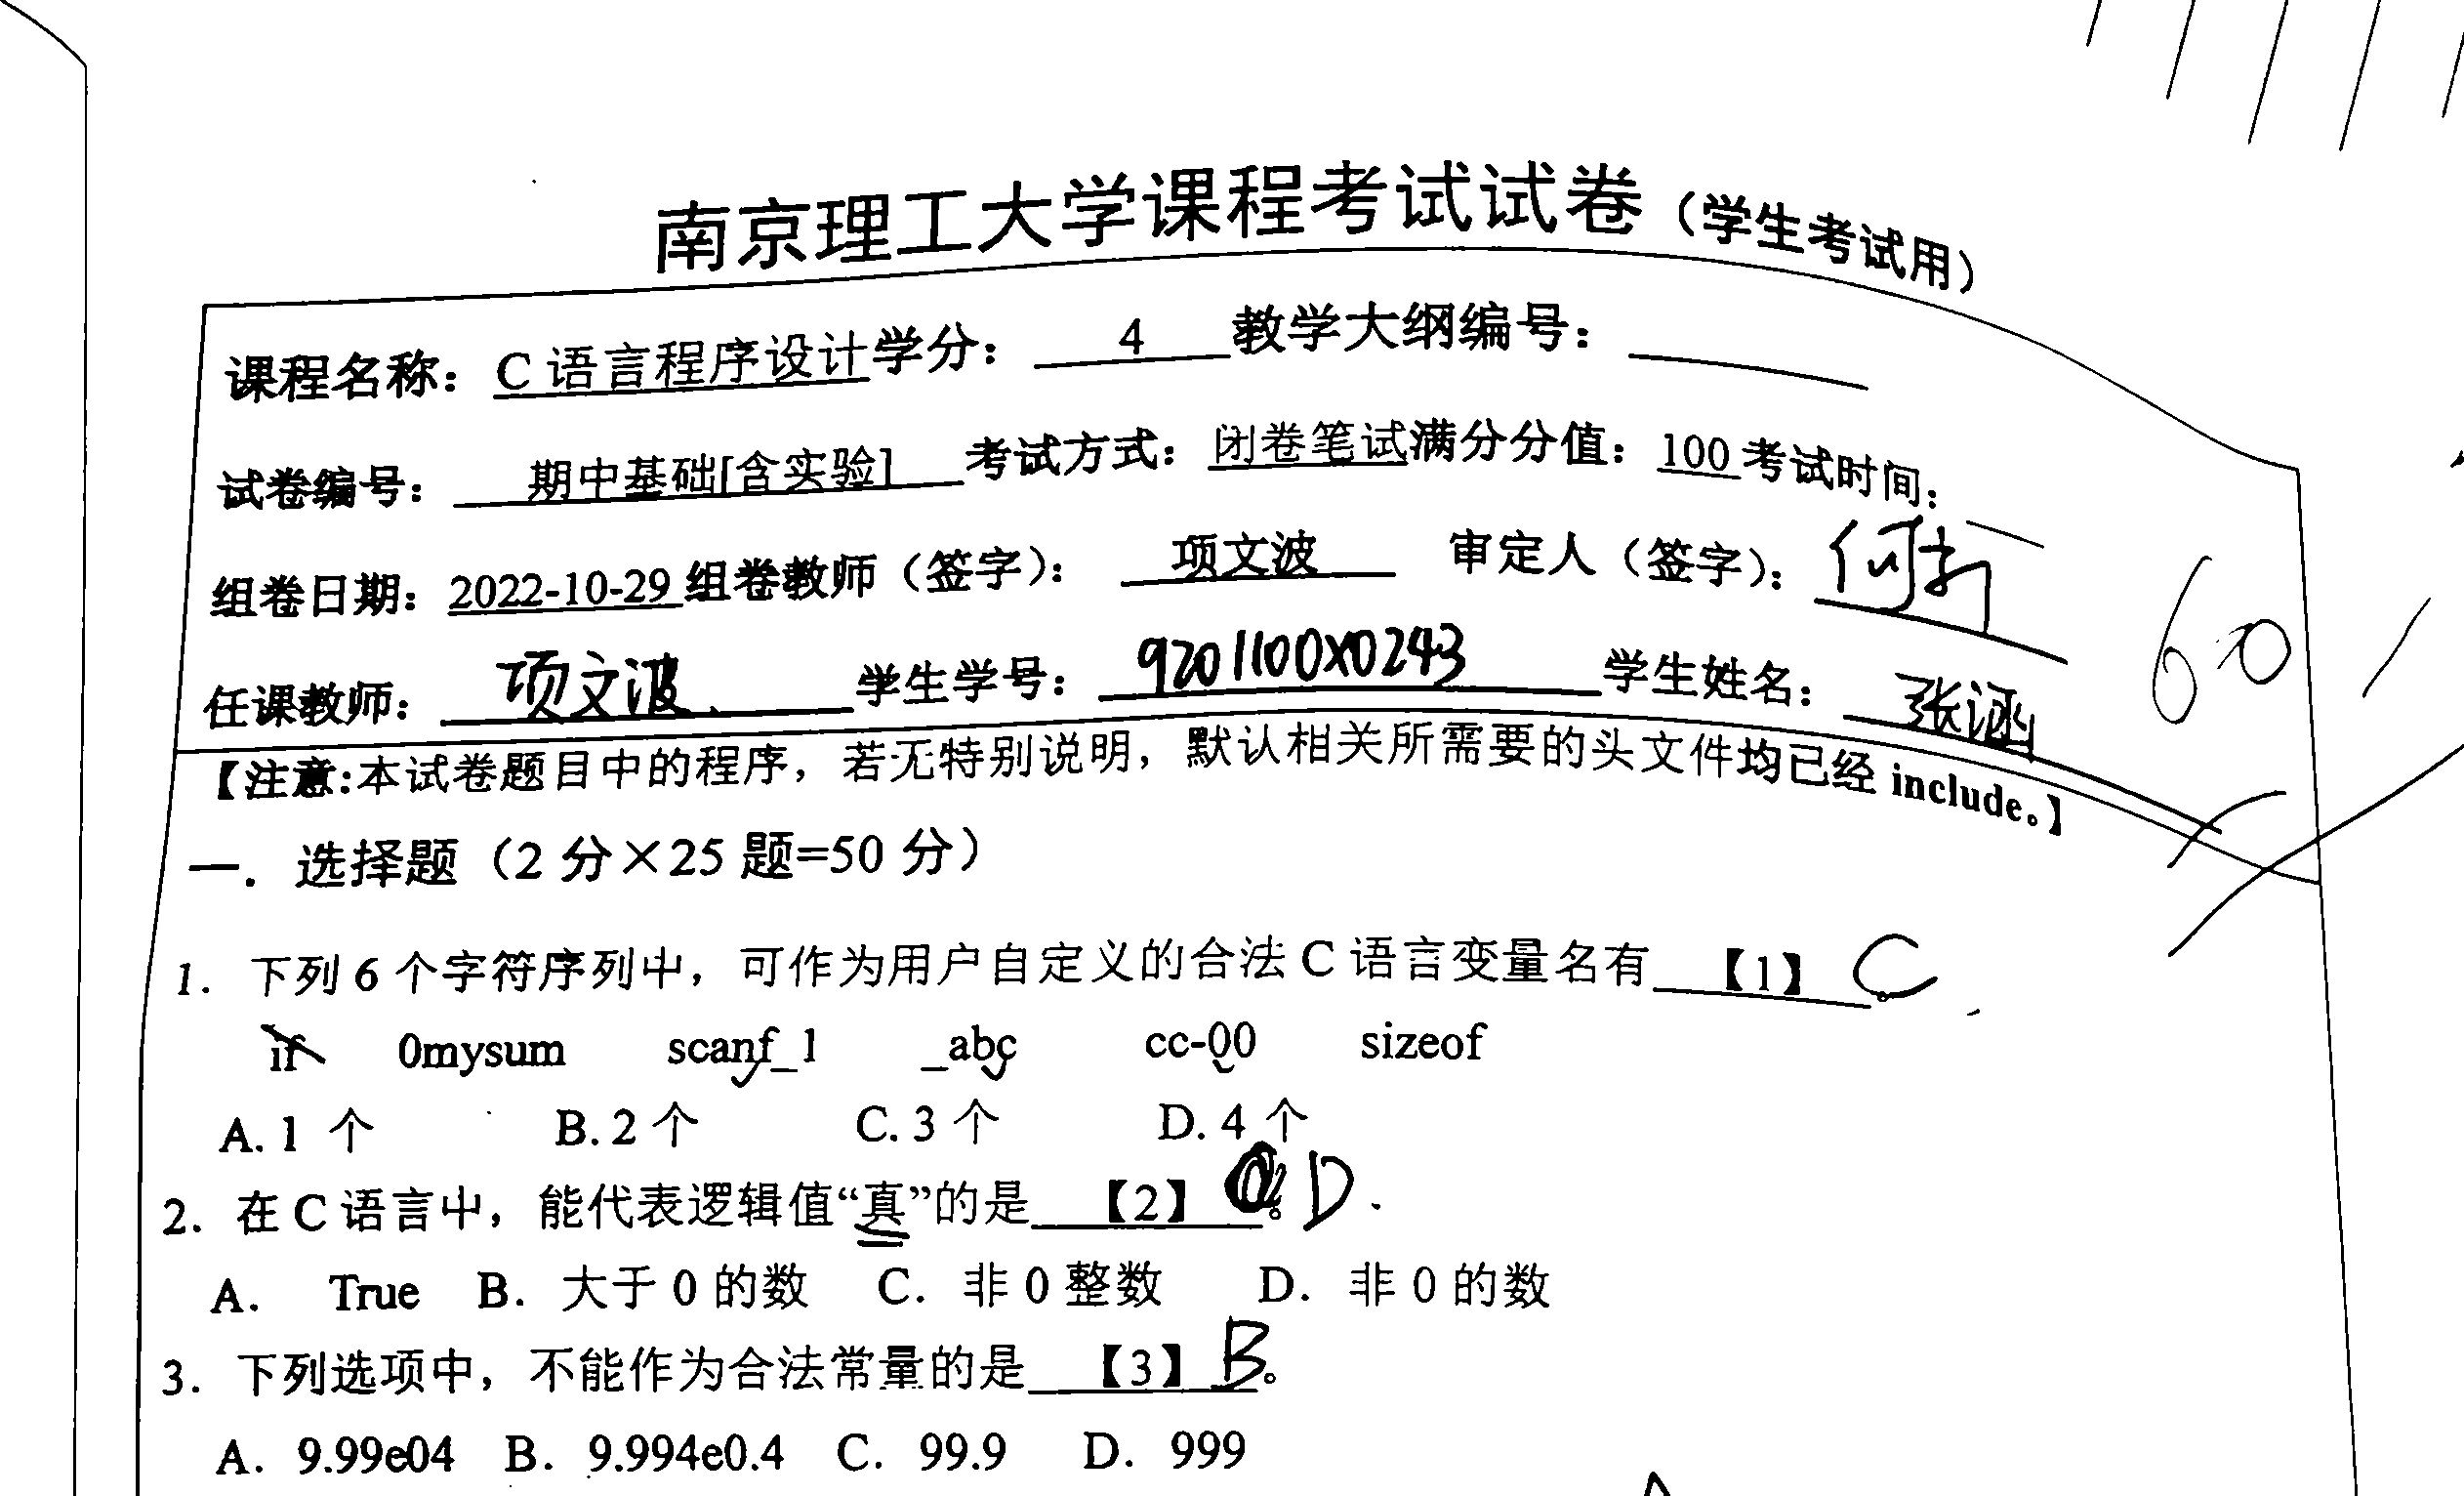 南京理工大学课程考试试卷（学生考试用）
课程名称：C 语言程序设计学分： 4 教学大纲编号：
试卷编号： 期中基础[含实验] 考试方式：闭卷笔试满分分值：100 考试时间：
组卷日期：2022-10-29 组卷教师（签字）： 项文波 审定人（签字）：
任课教师： 项文波 学生学号： 9201100X0243 学生姓名： 张涵
60
【注意:本试卷题目中的程序，若无特别说明，默认相关所需要的头文件均已经 include。】
一．选择题（2 分×25 题=50 分）
1. 下列 6 个字符序列中，可作为用户自定义的合法 C 语言变量名有 【1】 。C
if 0mysum scanf_1 _abc cc-00 sizeof
A. 1 个 B. 2 个 C. 3 个 D. 4 个
2. 在 C 语言中，能代表逻辑值“真”的是 【2】 。D
A. True B. 大于 0 的数 C. 非 0 整数 D. 非 0 的数
3. 下列选项中，不能作为合法常量的是 【3】 B。
A. 9.99e04 B. 9.994e0.4 C. 99.9 D. 999